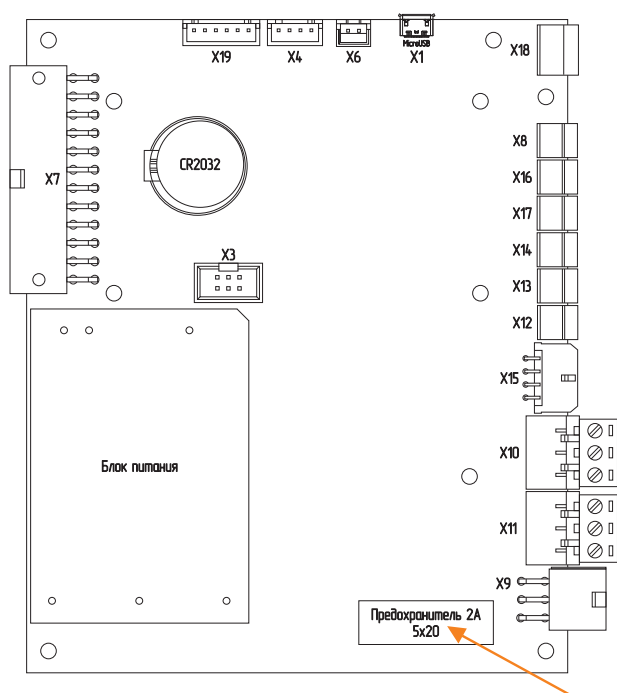 X19
X4
X6
MicroUSB
X1
X18
X7
CR2032
X8
X16
X17
X14
X3
X13
X12
X15
Блок питания
X10
X11
X9
Предохранитель 2А
5x20